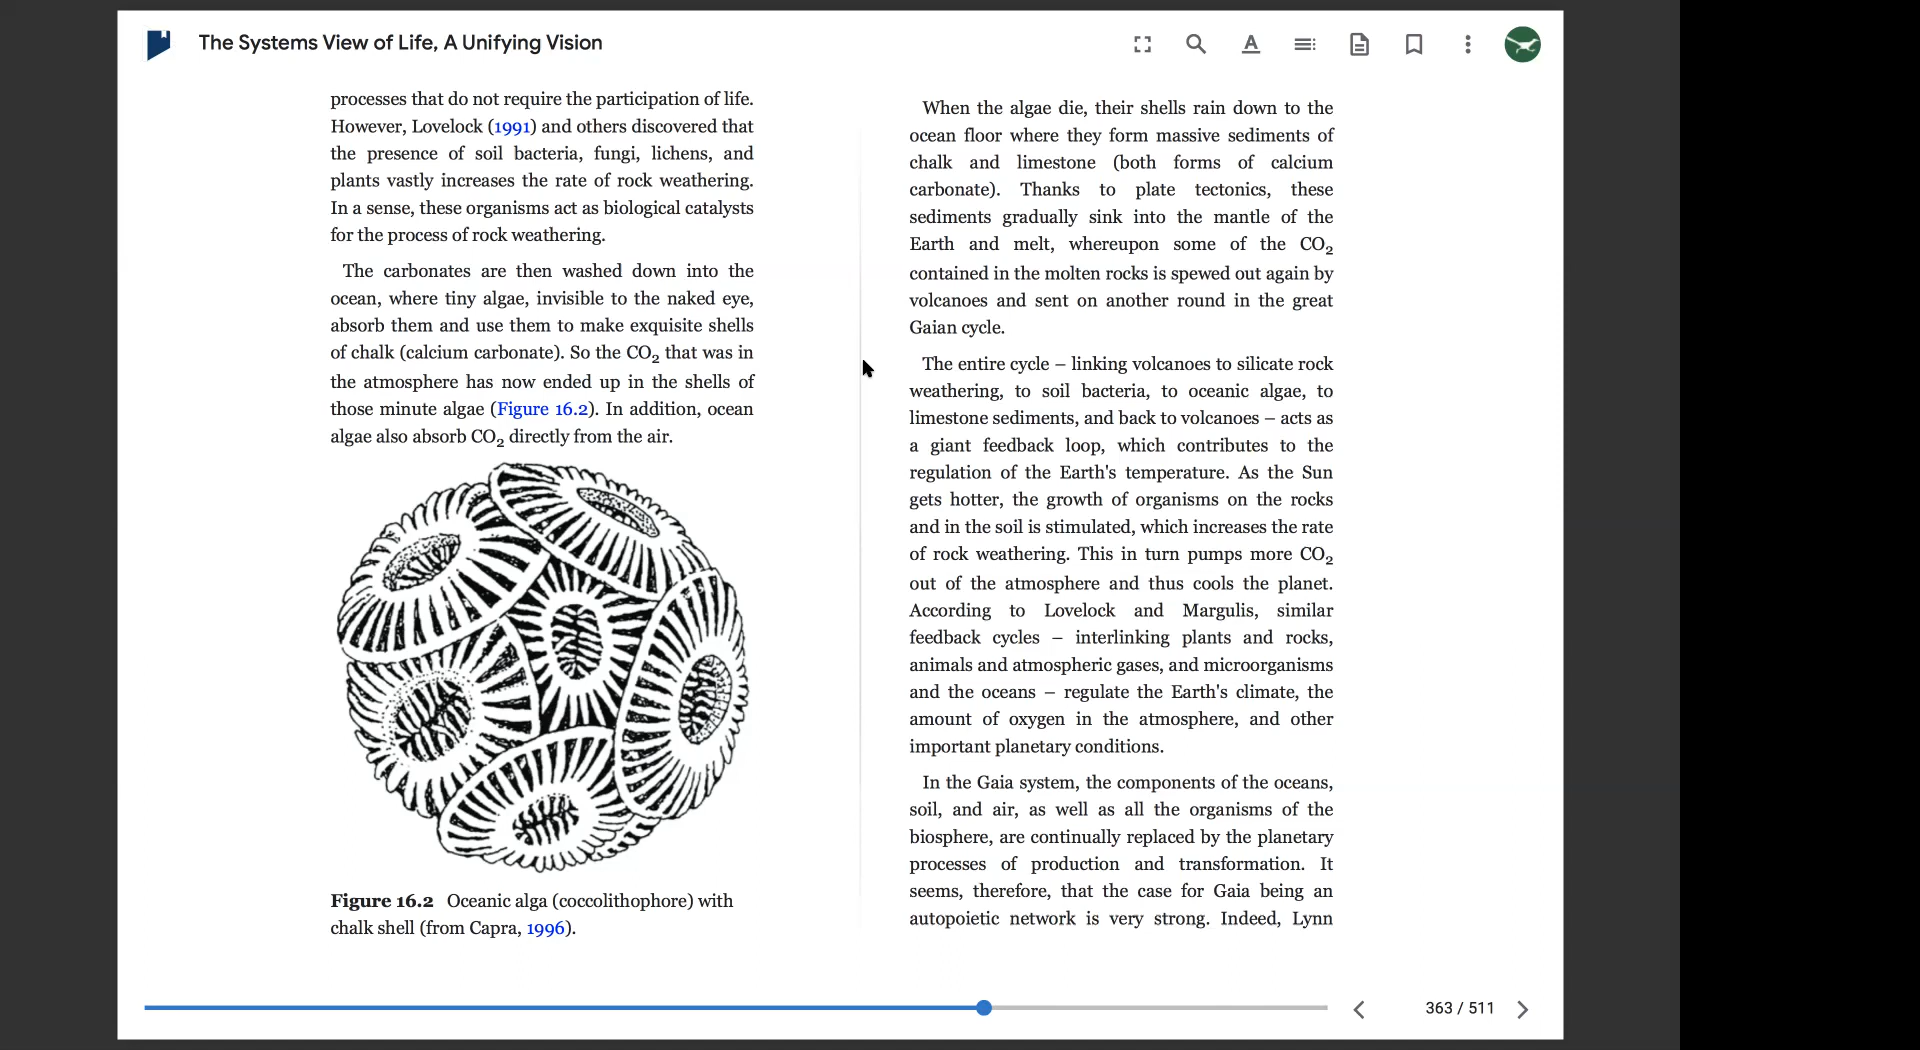 The Systems View of Life, A Unifying Vision
processes that do not require the participation of life.
However, Lovelock (1991) and others discovered that
the presence of soil bacteria, fungi, lichens, and
plants vastly increases the rate of rock weathering.
In a sense, these organisms act as biological catalysts
for the process of rock weathering.
The carbonates are then washed down into the
ocean, where tiny algae, invisible to the naked eye,
absorb them and use them to make exquisite shells
of chalk (calcium carbonate). So the CO₂ that was in
the atmosphere has now ended up in the shells of
those minute algae (Figure 16.2). In addition, ocean
algae also absorb CO₂ directly from the air.
Figure 16.2 Oceanic alga (coccolithophore) with
chalk shell (from Capra, 1996).
When the algae die, their shells rain down to the
ocean floor where they form massive sediments of
chalk and limestone (both forms of calcium
carbonate). Thanks to plate tectonics, these
sediments gradually sink into the mantle of the
Earth and melt, whereupon some of the CO₂
contained in the molten rocks is spewed out again by
volcanoes and sent on another round in the great
Gaian cycle.
The entire cycle – linking volcanoes to silicate rock
weathering, to soil bacteria, to oceanic algae, to
limestone sediments, and back to volcanoes – acts as
a giant feedback loop, which contributes to the
regulation of the Earth's temperature. As the Sun
gets hotter, the growth of organisms on the rocks
and in the soil is stimulated, which increases the rate
of rock weathering. This in turn pumps more CO₂
out of the atmosphere and thus cools the planet.
According to Lovelock and Margulis, similar
feedback cycles – interlinking plants and rocks,
animals and atmospheric gases, and microorganisms
and the oceans – regulate the Earth's climate, the
amount of oxygen in the atmosphere, and other
important planetary conditions.
In the Gaia system, the components of the oceans,
soil, and air, as well as all the organisms of the
biosphere, are continually replaced by the planetary
processes of production and transformation. It
seems, therefore, that the case for Gaia being an
autopoietic network is very strong. Indeed, Lynn
363 / 511